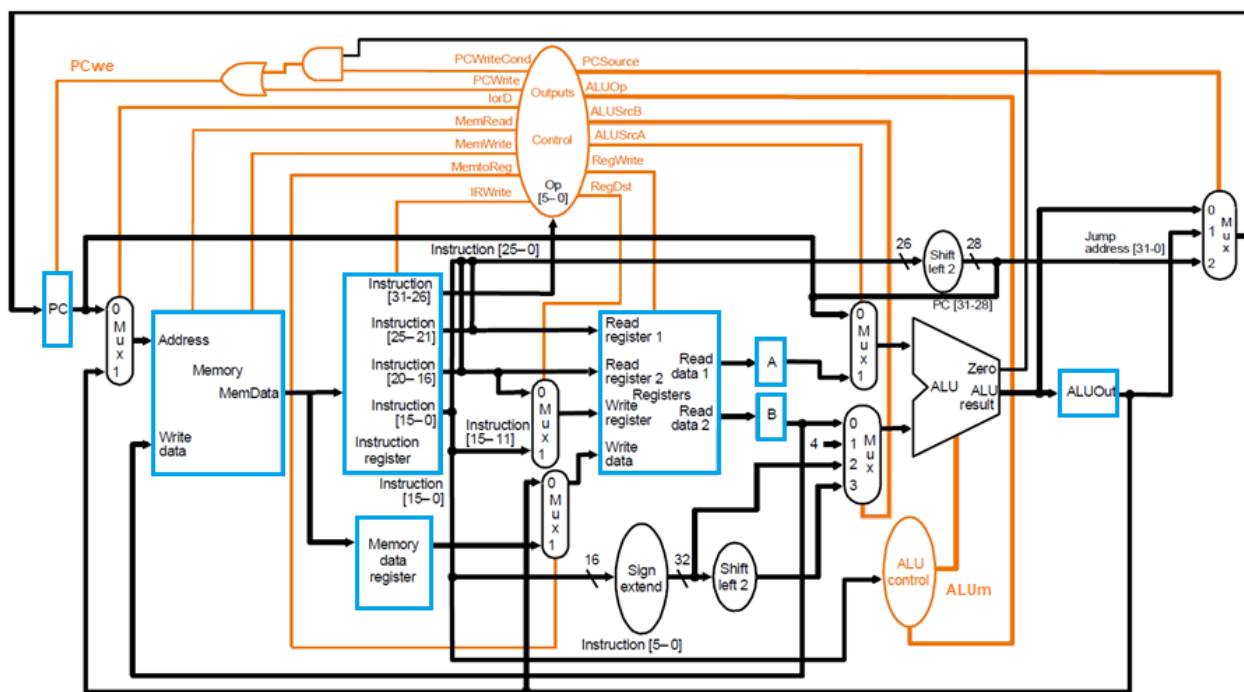 PCwe
PCWriteCond
PCSource
PCWrite
ALUOp
Outputs
IorD
ALUSrcB
MemRead
ALUSrcA
Control
MemWrite
RegWrite
MemtoReg
RegDst
IRWrite
Op
[5–0]
Instruction [25–0]
26
28
Shift
left 2
Jump
address [31-0]
0
1
2
Mux
PC [31-28]
PC
0
Mux
1
Address
Memory
MemData
Write
data
Instruction
[31-26]
Instruction
[25–21]
Instruction
[20–16]
Instruction
[15–0]
Instruction
register
Instruction
[15–0]
Instruction
[15–11]
0
Mux
1
0
Mux
1
Memory
data
register
Read
register 1
Read
register 2
Registers
Write
register
Write
data
Read
data 1
Read
data 2
A
B
0
Mux
1
4
0
1
2
3
Mux
Zero
ALU
ALU
result
ALUOut
16
Sign
extend
32
Shift
left 2
ALU
control
ALUm
Instruction [5–0]